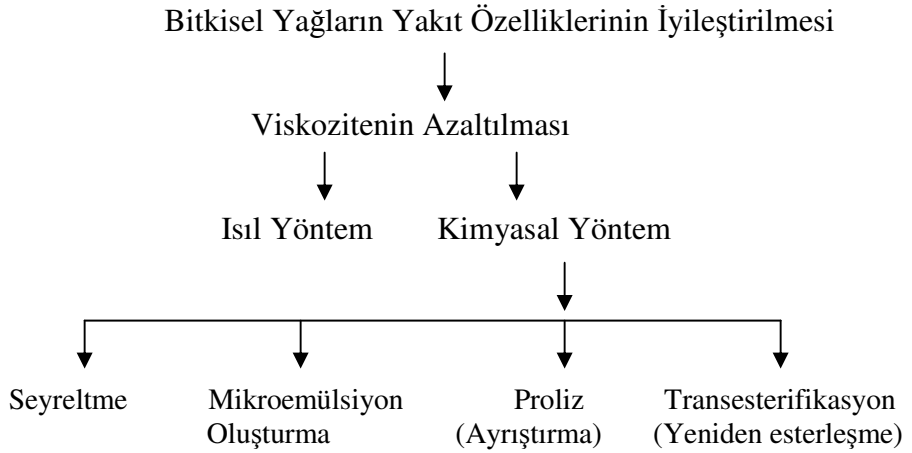 Bitkisel Yağların Yakıt Özelliklerinin İyileştirilmesi
Viskozitenin Azaltılması
Isıl Yöntem
Kimyasal Yöntem
Seyreltme
Mikroemülsiyon
Oluşturma
Proliz
(Ayrıştırma)
Transesterifikasyon
(Yeniden esterleşme)